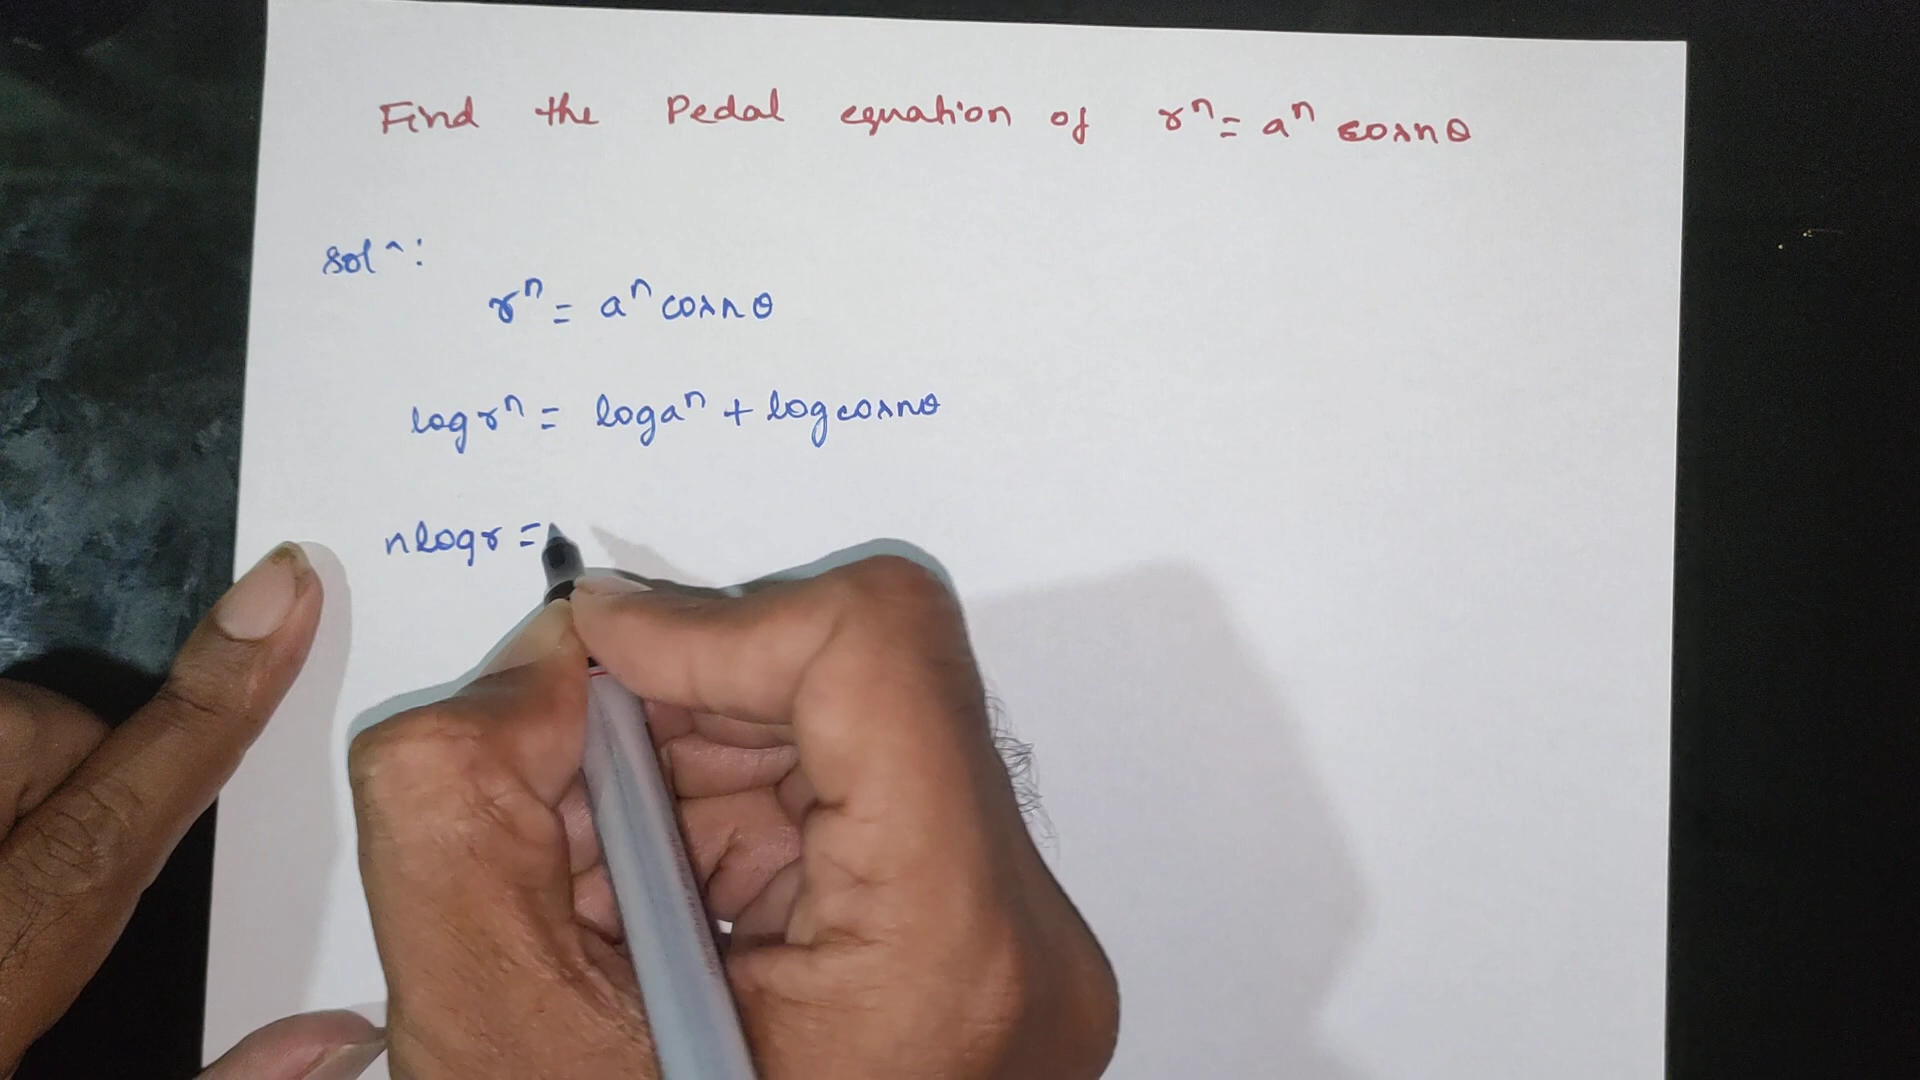 Find the Pedal equation of rⁿ = aⁿ cos nθ
Solⁿ:
rⁿ = aⁿ cos nθ
log rⁿ = log aⁿ + log cos nθ
n log r =